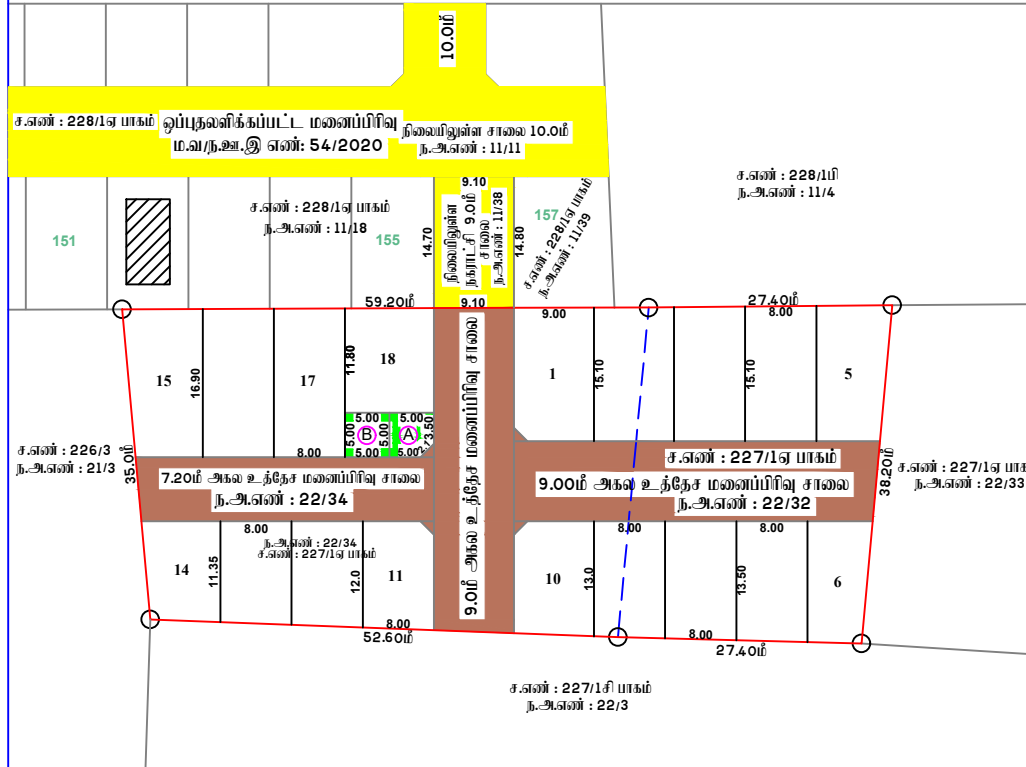 10.0மீ
ச.எண் : 228/1ஏ பாகம்
ஒப்புதலளிக்கப்பட்ட மனைப்பிரிவு
ம.வ/ந.ஊ.இ எண்: 54/2020
நிலையிலுள்ள சாலை 10.0மீ
ந.அ.எண் : 11/11
ச.எண் : 228/1பி
ந.அ.எண் : 11/4
9.10
ச.எண் : 228/1ஏ பாகம்
ந.அ.எண் : 11/18
151
155
157
14.70
நிலையிலுள்ள
நகராட்சி 9.0மீ
சாலை
ந.அ.எண் : 11/38
14.80
ச.எண் : 228/1ஏ பாகம்
ந.அ.எண் : 11/39
59.20மீ
9.10
9.00
27.40மீ
8.00
15
16.90
17
11.80
18
9.0மீ அகல உத்தேச மனைப்பிரிவு சாலை
1
15.10
15.10
5
5.00
5.00
5.00
B
5.00
A
3.50
5.00
5.00
8.00
ச.எண் : 226/3
ந.அ.எண் : 21/3
35.0மீ
7.20மீ அகல உத்தேச மனைப்பிரிவு சாலை
ந.அ.எண் : 22/34
ச.எண் : 227/1ஏ பாகம்
9.00மீ அகல உத்தேச மனைப்பிரிவு சாலை
ந.அ.எண் : 22/32
38.20மீ
ச.எண் : 227/1ஏ பாக
ந.அ.எண் : 22/33
8.00
ந.அ.எண் : 22/34
ச.எண் : 227/1ஏ பாகம்
8.00
8.00
14
11.35
12.0
11
10
13.0
13.50
6
8.00
52.60மீ
8.00
27.40மீ
ச.எண் : 227/1சி பாகம்
ந.அ.எண் : 22/3